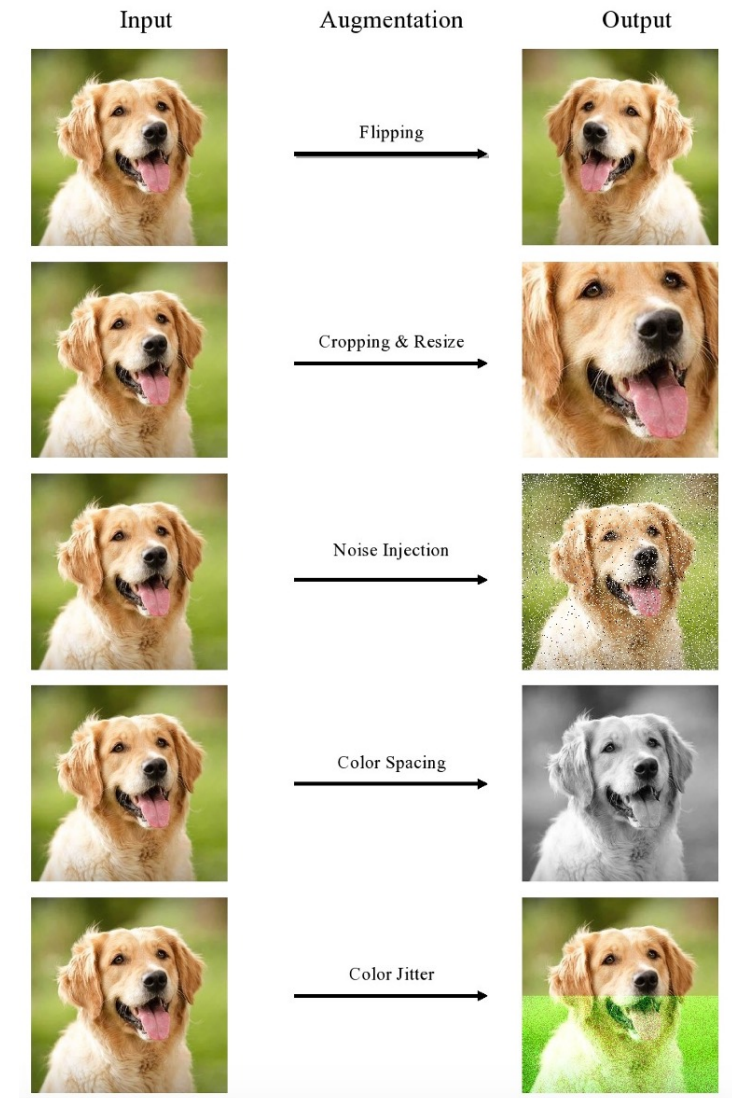 Input Augmentation Output
Flipping
Cropping & Resize
Noise Injection
Color Spacing
Color Jitter